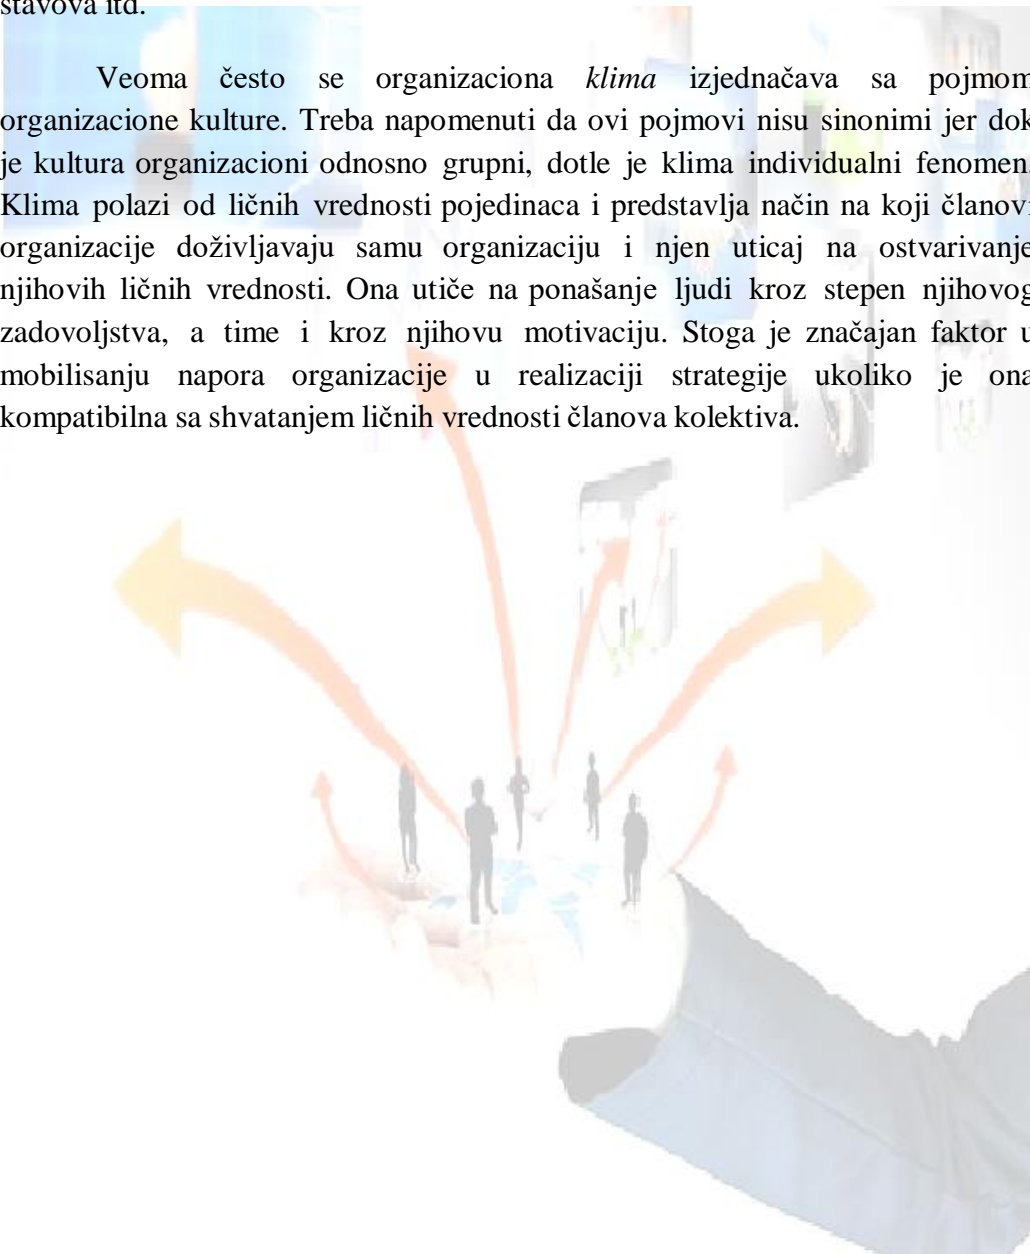 stavova itd.
Veoma često se organizaciona klima izjednačava sa pojmom
organizacione kulture. Treba napomenuti da ovi pojmovi nisu sinonimi jer dok
je kultura organizacioni odnosno grupni, dotle je klima individualni fenomen.
Klima polazi od ličnih vrednosti pojedinaca i predstavlja način na koji članovi
organizacije doživljavaju samu organizaciju i njen uticaj na ostvarivanje
njihovih ličnih vrednosti. Ona utiče na ponašanje ljudi kroz stepen njihovog
zadovoljstva, a time i kroz njihovu motivaciju. Stoga je značajan faktor u
mobilisanju napora organizacije u realizaciji strategije ukoliko je ona
kompatibilna sa shvatanjem ličnih vrednosti članova kolektiva.